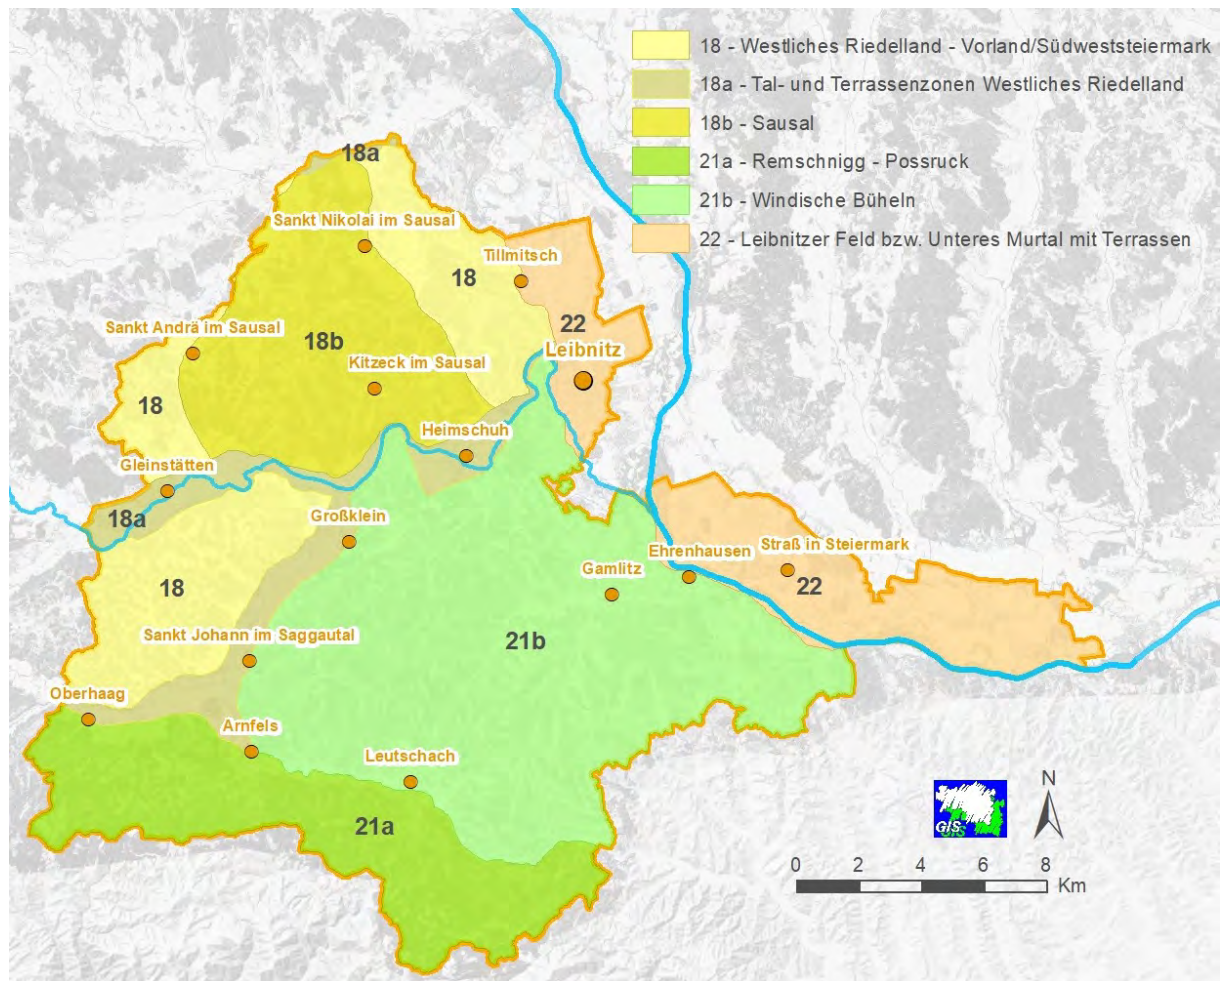 18 - Westliches Riedelland - Vorland/Südweststeiermark
18a - Tal- und Terrassenzonen Westliches Riedelland
18b - Sausal
21a - Remschnigg - Possruck
21b - Windische Büheln
22 - Leibnitzer Feld bzw. Unteres Murtal mit Terrassen
18a
Sankt Nikolai im Sausal
Tillmitsch
18
22
Sankt Andrä im Sausal
18b
Leibnitz
Kitzeck im Sausal
18
Heimschuh
Gleinstätten
18a
Großklein
Ehrenhausen
Straß in Steiermark
Gamlitz
18
22
Sankt Johann im Saggautal
21b
Oberhaag
Arnfels
Leutschach
21a
N
GIS
GIS
0 2 4 6 8
Km